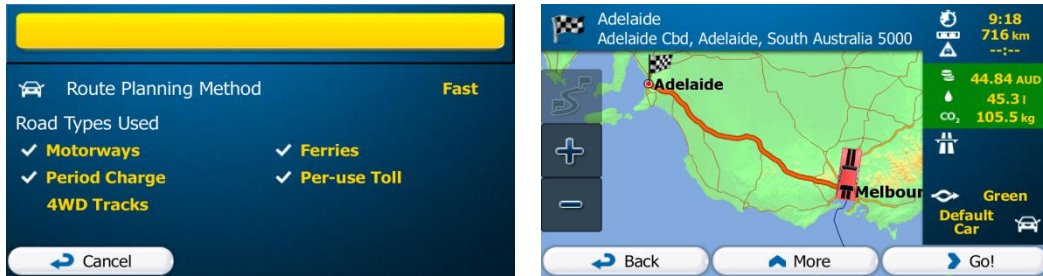 Route Planning Method Fast
Road Types Used
Motorways Ferries
Period Charge Per-use Toll
4WD Tracks
Cancel
Adelaide
Adelaide Cbd, Adelaide, South Australia 5000
9:18
716 km
--:--
44.84 AUD
45.3 l
CO₂ 105.5 kg
Adelaide
Melbour
Green
Default
Car
Back More Go!